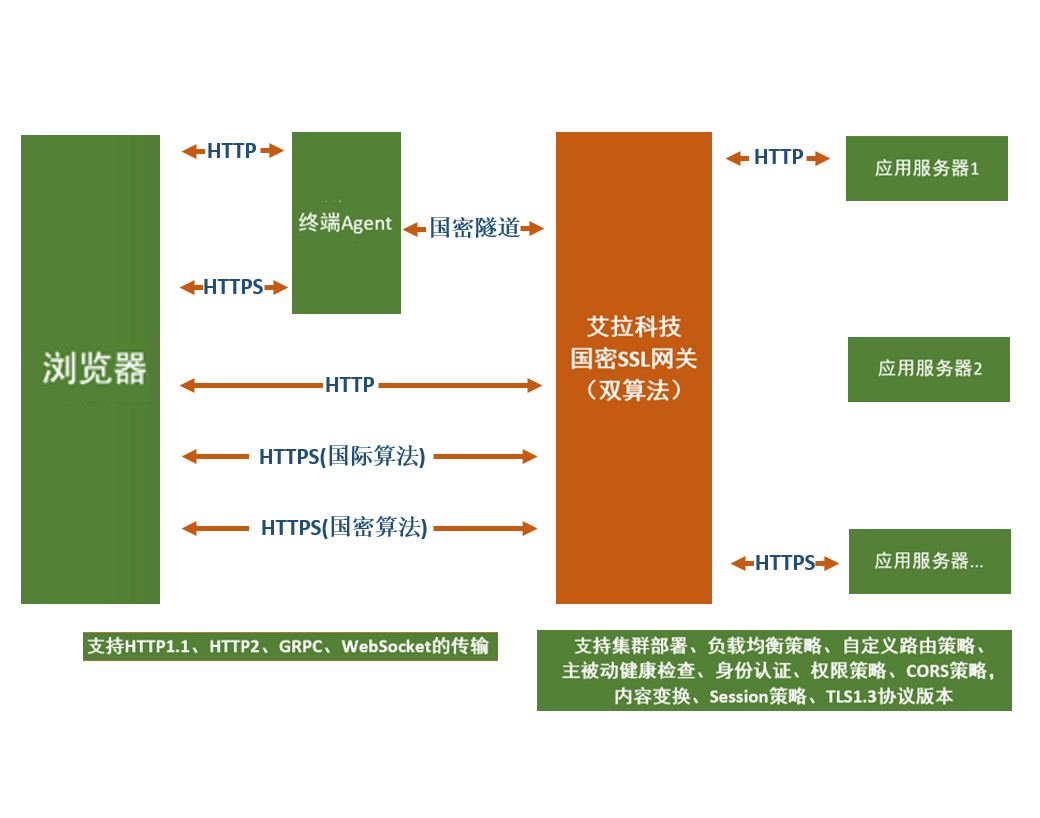 HTTP
HTTP
应用服务器1
终端Agent
国密隧道
HTTPS
艾拉科技
国密SSL网关
（双算法）
浏览器
应用服务器2
HTTP
HTTPS(国际算法)
HTTPS(国密算法)
HTTPS
应用服务器...
支持HTTP1.1、HTTP2、GRPC、WebSocket的传输
支持集群部署、负载均衡策略、自定义路由策略、
主被动健康检查、身份认证、权限策略、CORS策略，
内容变换、Session策略、TLS1.3协议版本